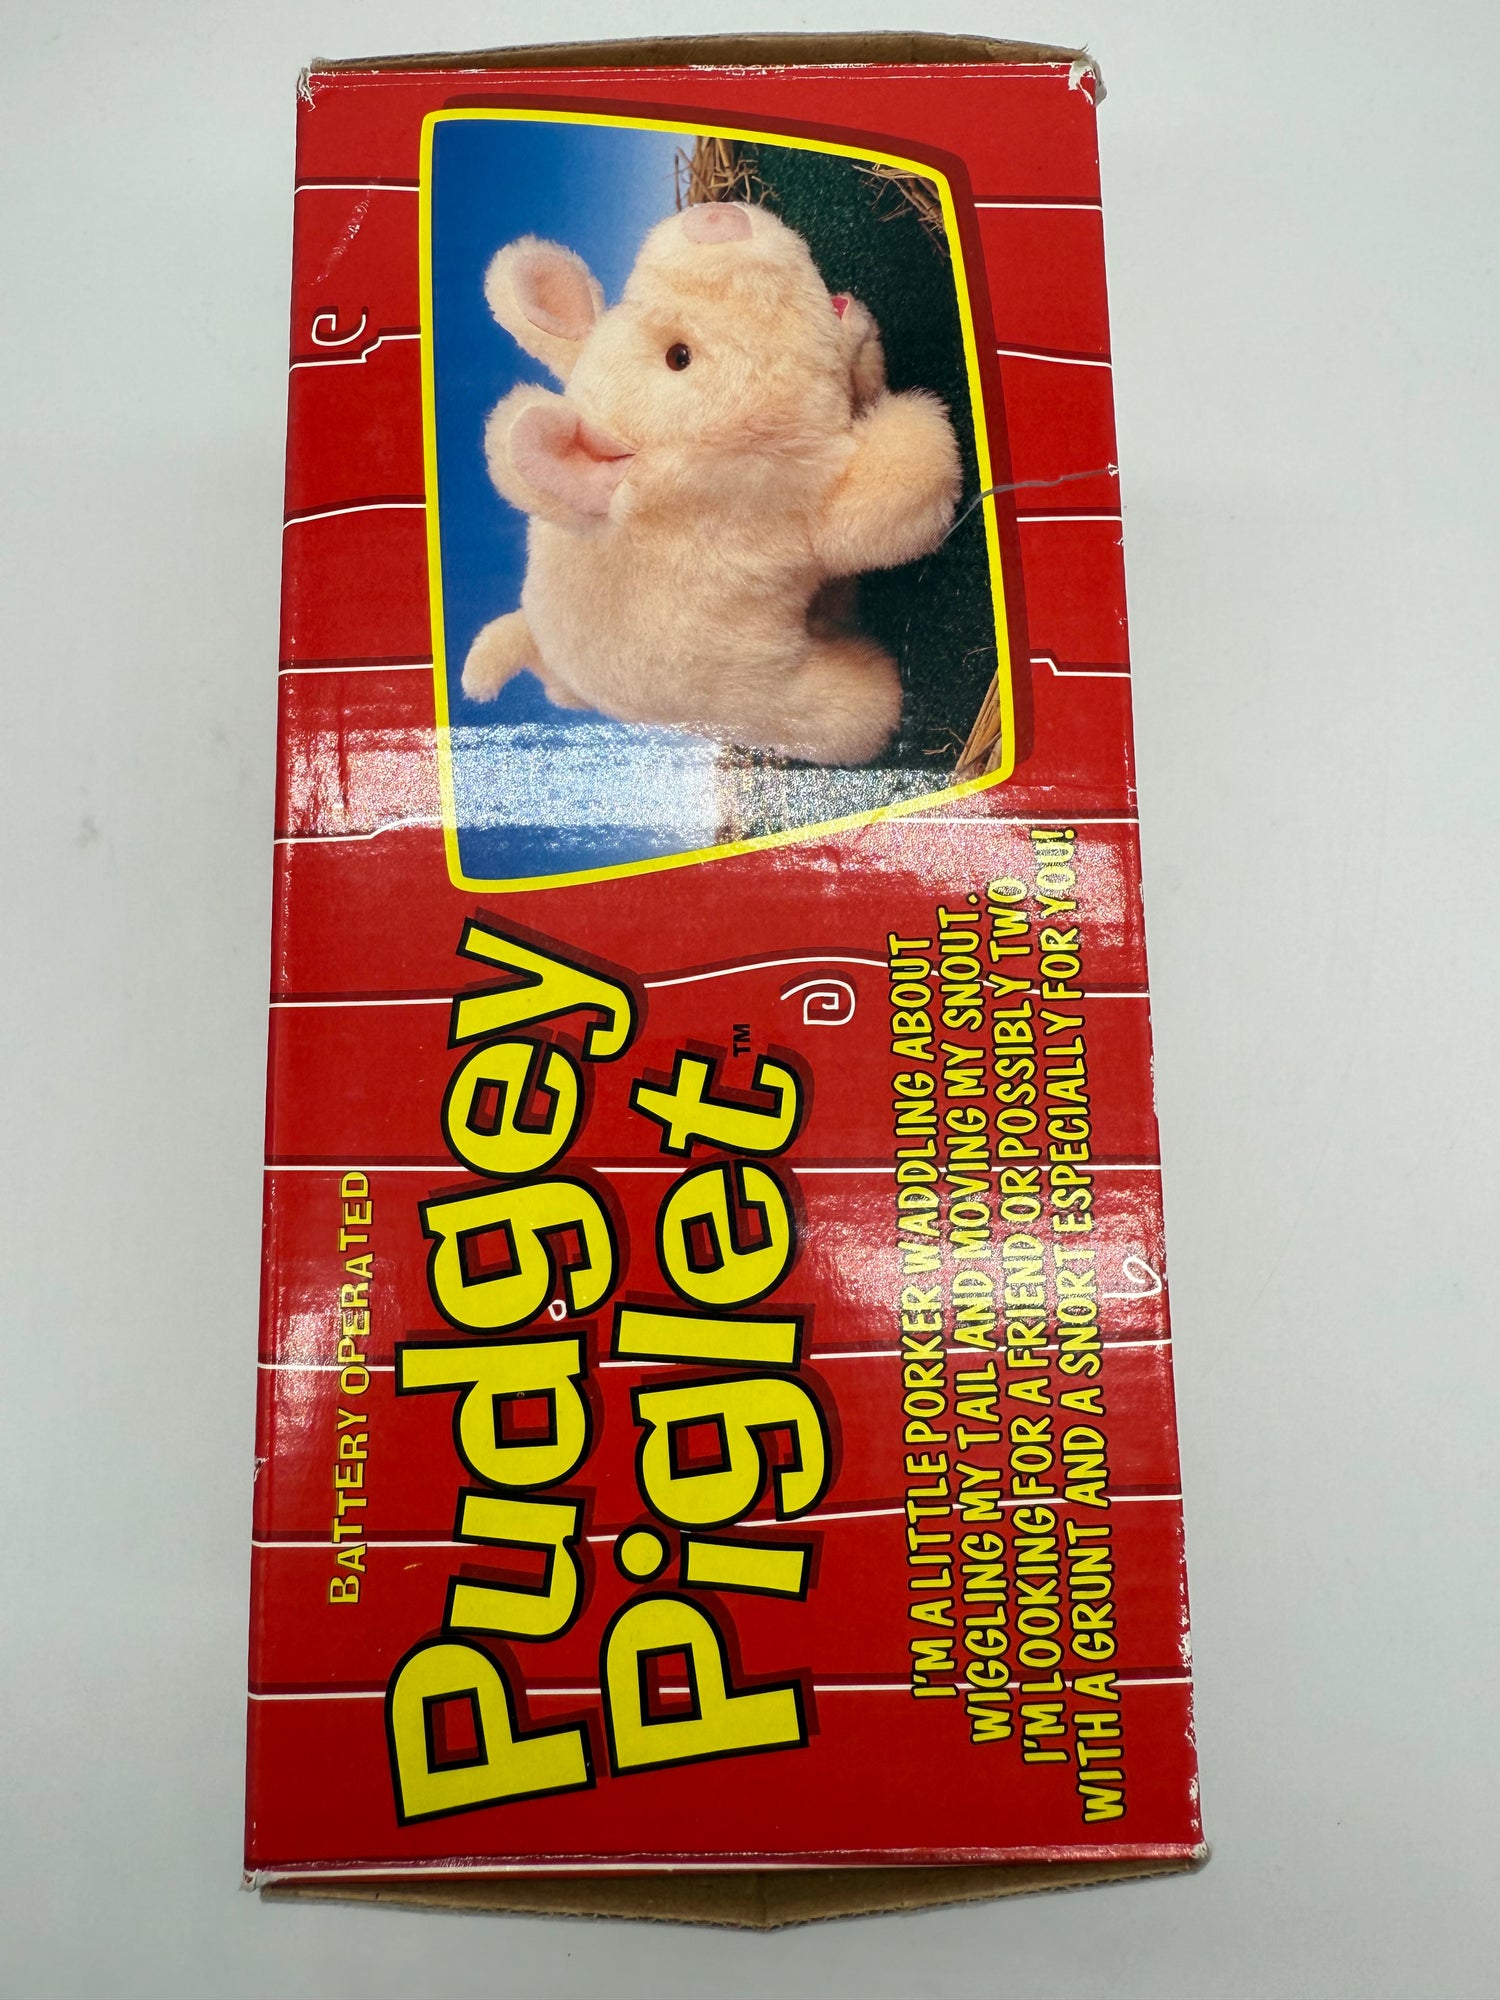 BATTERY OPERATED
Pudgey
Piglet™
I'M A LITTLE PORKER WADDLING ABOUT
WIGGLING MY TAIL AND MOVING MY SNOUT.
I'M LOOKING FOR A FRIEND OR POSSIBLY TWO
WITH A GRUNT AND A SNORT ESPECIALLY FOR YOU!